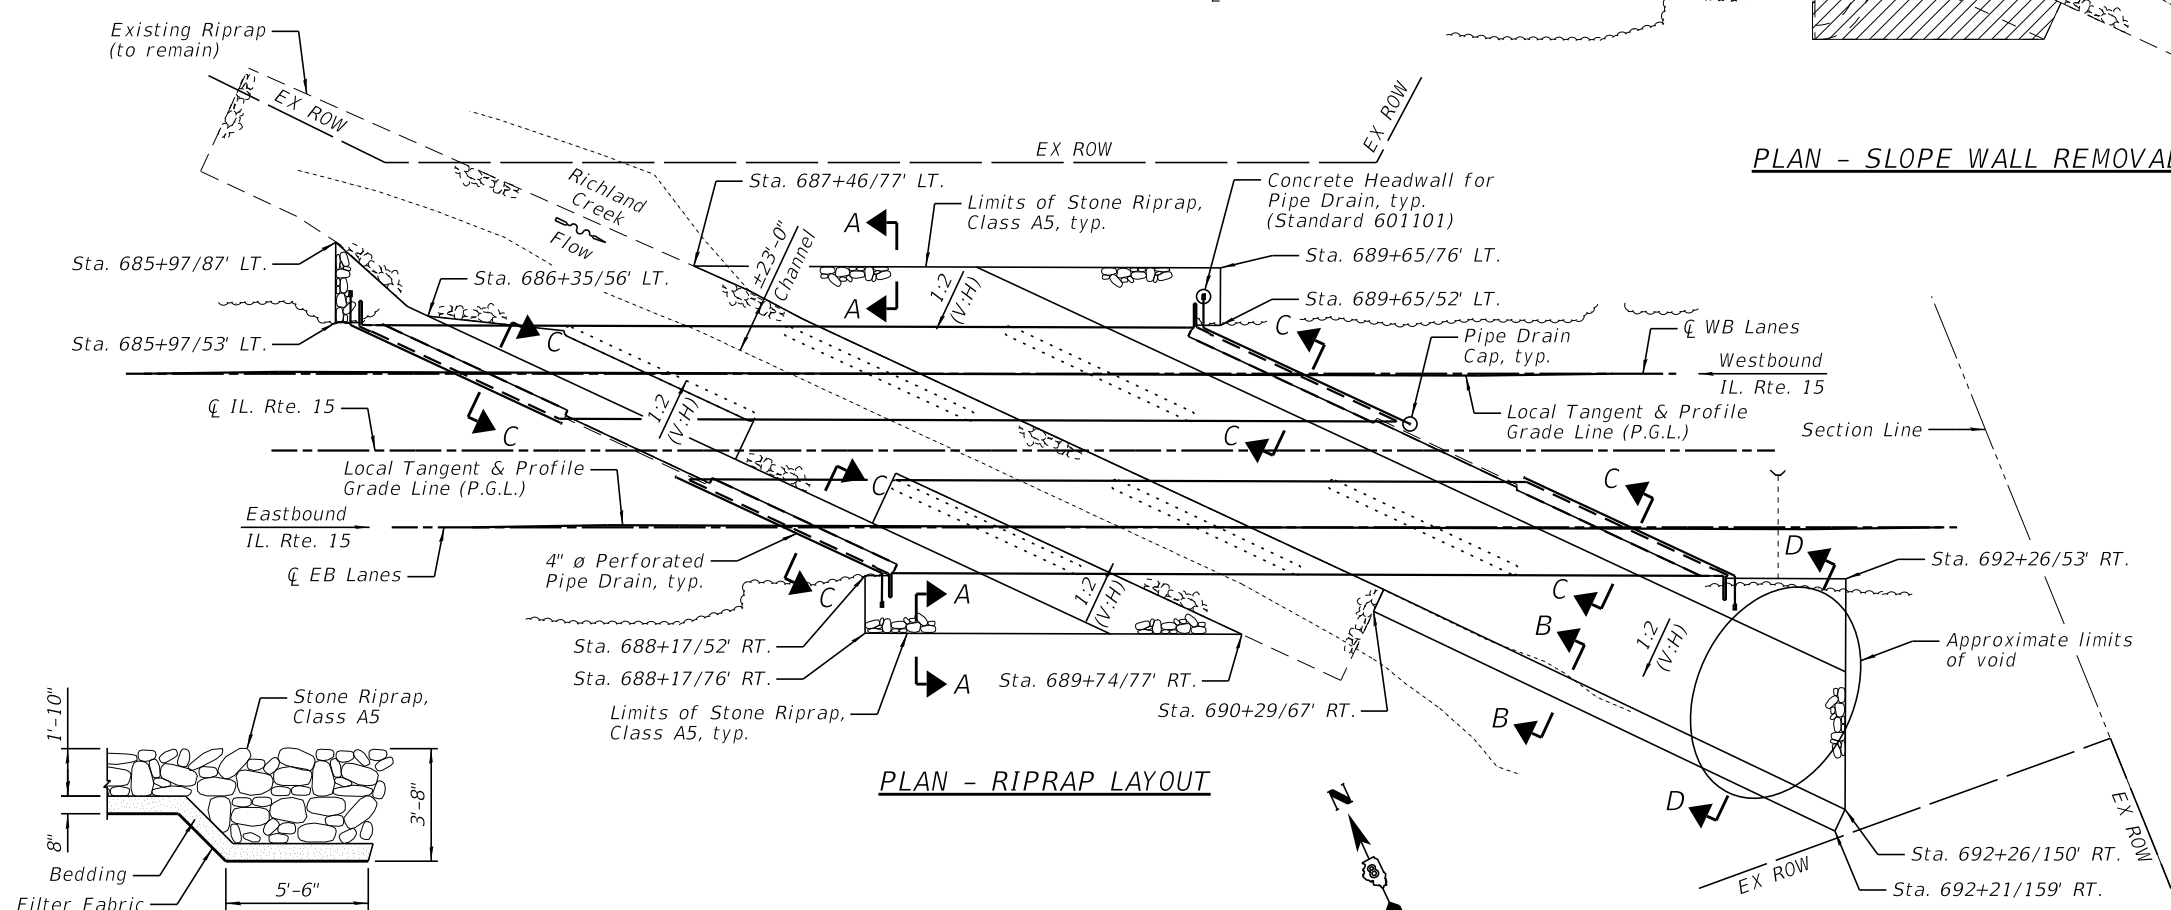 Existing Riprap
(to remain)
EX ROW
EX ROW
EX ROW
PLAN - SLOPE WALL REMOVAL
Richland
Creek
Flow
Sta. 687+46/77' LT.
A
Limits of Stone Riprap,
Class A5, typ.
Concrete Headwall for
Pipe Drain, typ.
(Standard 601101)
±23'-0"
Channel
Sta. 685+97/87' LT.
Sta. 686+35/56' LT.
A
1:2
(V:H)
Sta. 689+65/76' LT.
Sta. 689+65/52' LT.
Sta. 685+97/53' LT.
C
C
Pipe Drain
Cap, typ.
℄ WB Lanes
Westbound
IL. Rte. 15
℄ IL. Rte. 15
1:2
(V:H)
C
C
Local Tangent & Profile
Grade Line (P.G.L.)
Section Line
Local Tangent & Profile
Grade Line (P.G.L.)
C
C
Eastbound
IL. Rte. 15
℄ EB Lanes
4" ø Perforated
Pipe Drain, typ.
C
A
1:2
(V:H)
C
B
1:2
(V:H)
D
Sta. 692+26/53' RT.
Approximate limits
of void
Sta. 688+17/52' RT.
Sta. 688+17/76' RT.
A
Sta. 689+74/77' RT.
Sta. 690+29/67' RT.
B
Limits of Stone Riprap,
Class A5, typ.
PLAN - RIPRAP LAYOUT
N
D
EX ROW
EX ROW
Sta. 692+26/150' RT.
Sta. 692+21/159' RT.
Stone Riprap,
Class A5
1'-10"
8"
3'-8"
Bedding
5'-6"
Filter Fabric